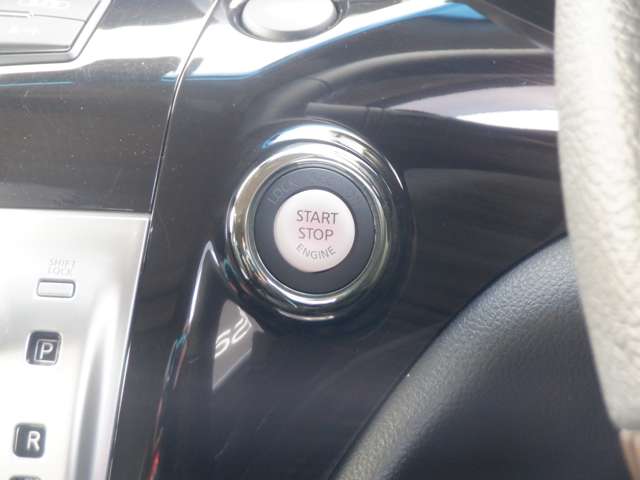 LOCK
START
STOP
ENGINE
SHIFT
LOCK
P
R